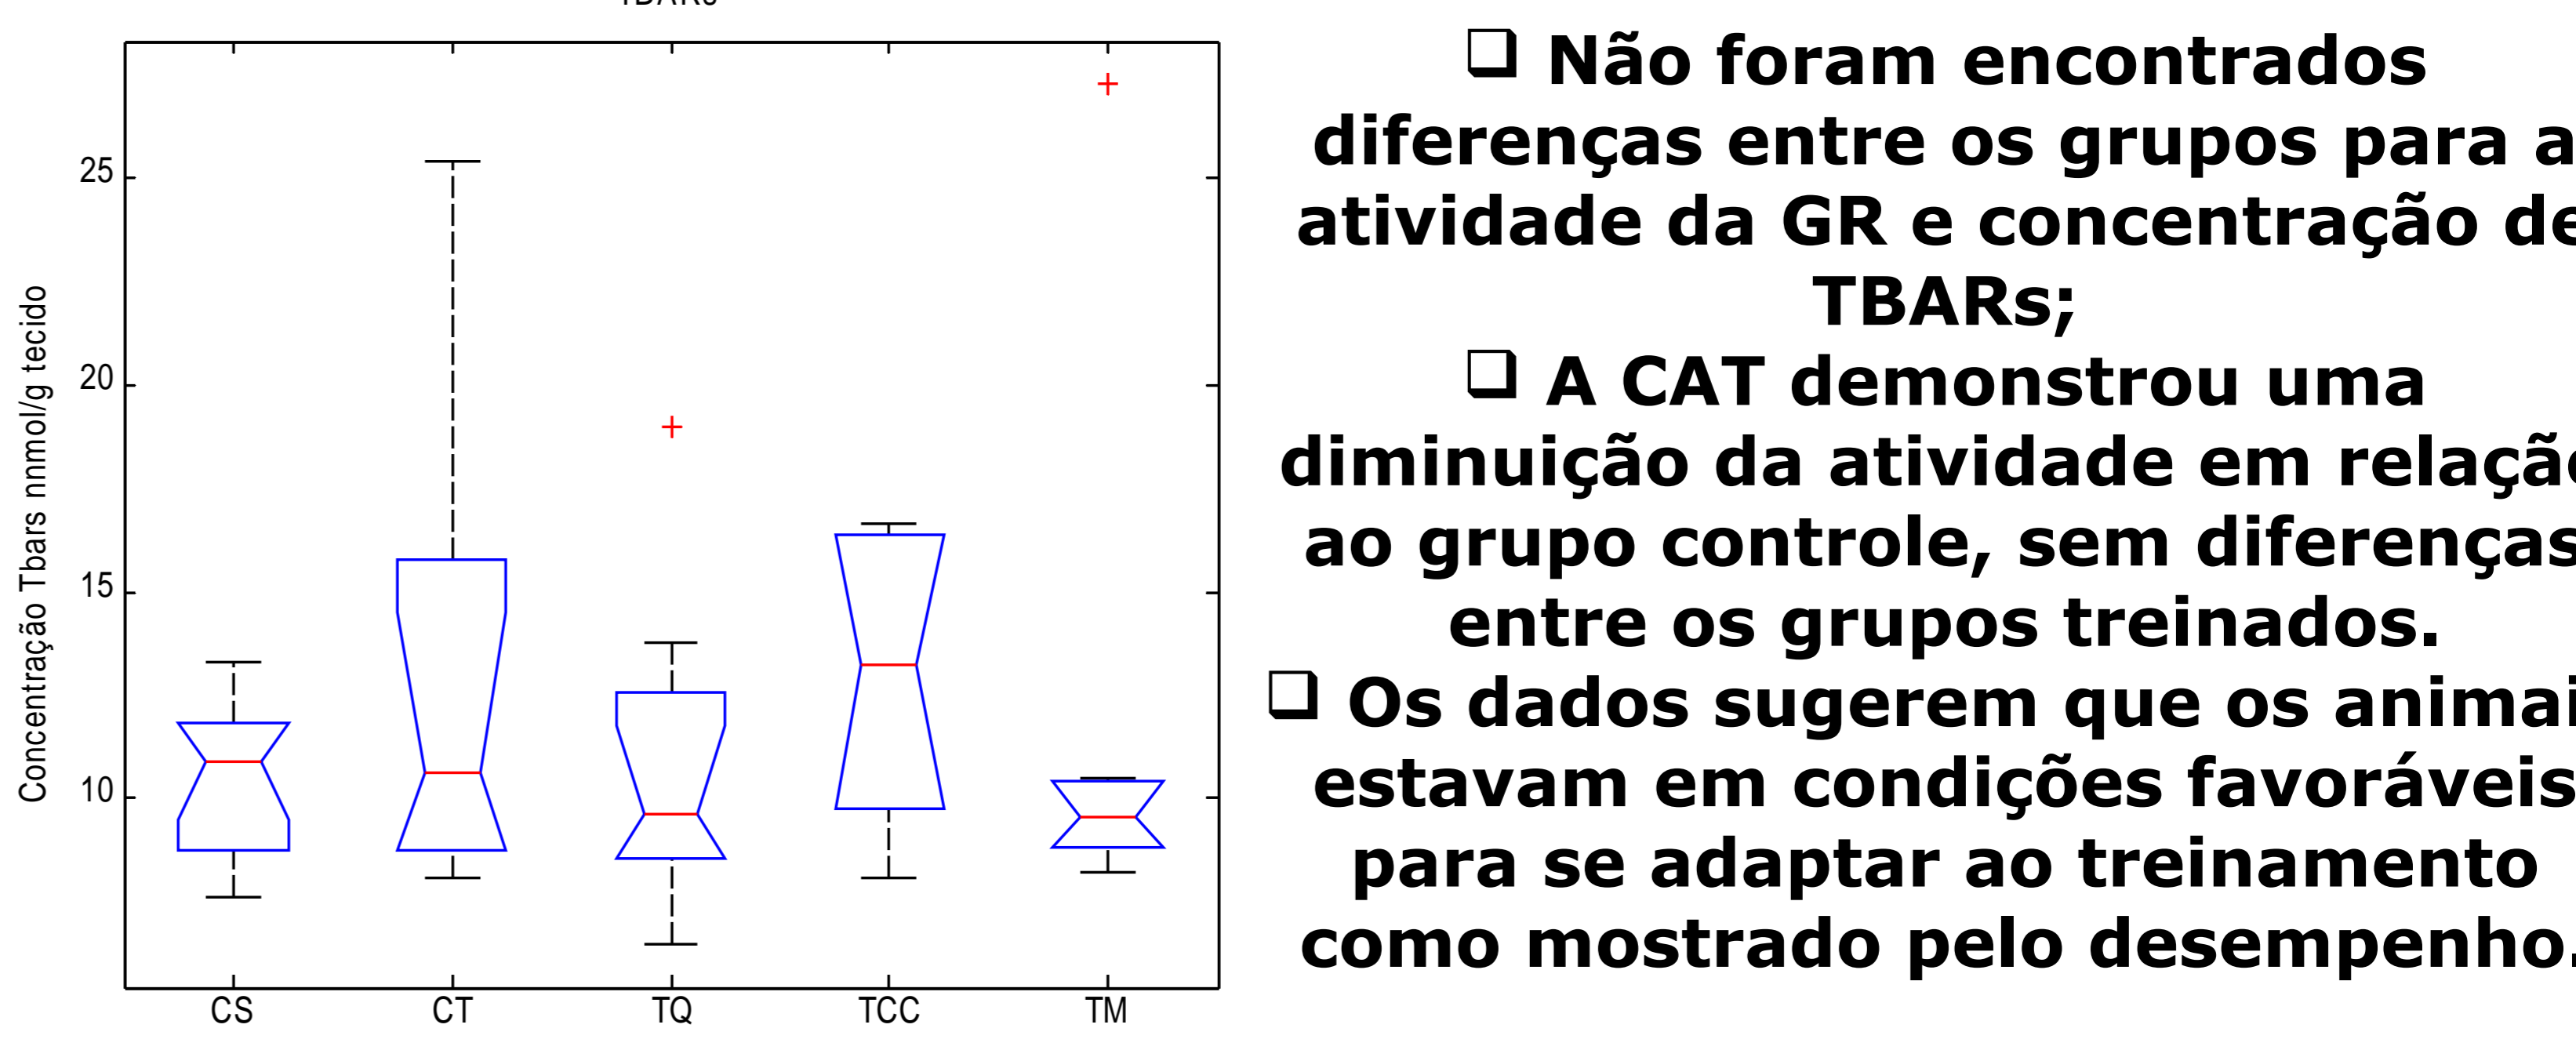 TBARs
25
20
15
10
Concentração Tbars nnmol/g tecido
CS CT TQ TCC TM
❑ Não foram encontrados
diferenças entre os grupos para a
atividade da GR e concentração de
TBARs;
❑ A CAT demonstrou uma
diminuição da atividade em relaçã
ao grupo controle, sem diferenças
entre os grupos treinados.
❑ Os dados sugerem que os animai
estavam em condições favoráveis
para se adaptar ao treinamento
como mostrado pelo desempenho.